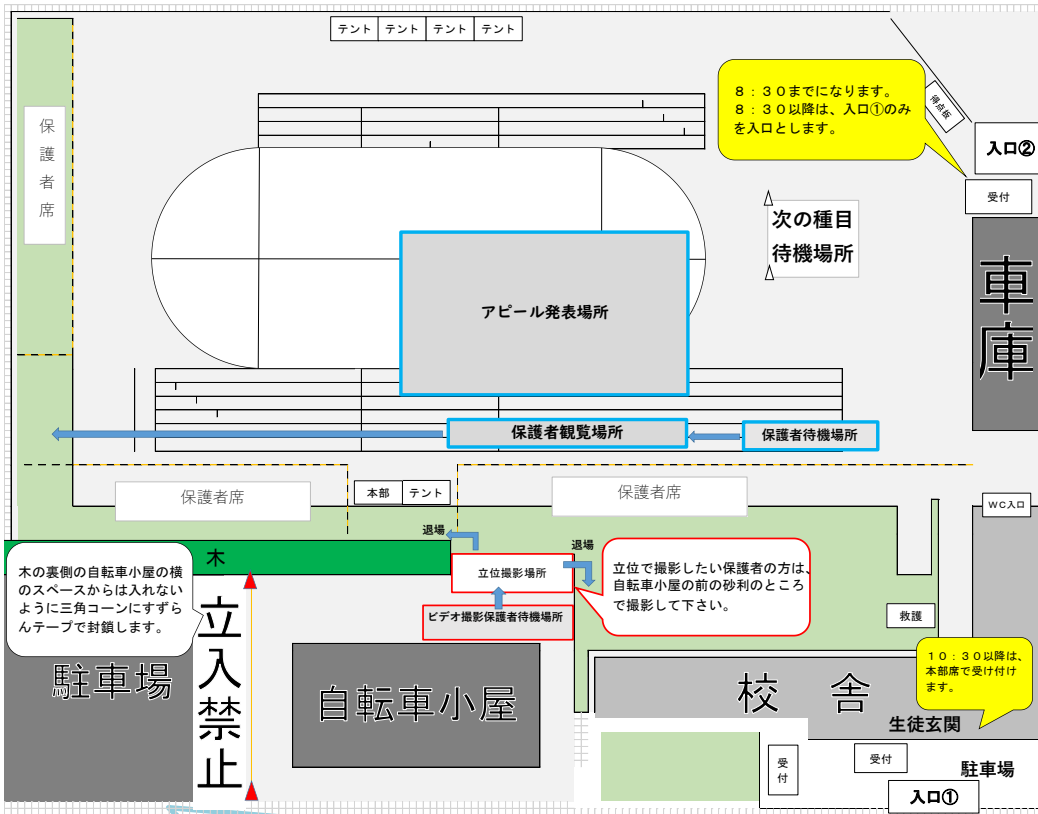 テント テント テント テント
8：30までになります。
8：30以降は、入口①のみ
を入口とします。
得点板
入口②
受付
保護者席
次の種目
待機場所
車庫
アピール発表場所
保護者観覧場所
保護者待機場所
保護者席
本部 テント
保護者席
WC入口
退場
退場
木
木の裏側の自転車小屋の横
のスペースからは入れない
ように三角コーンにすずら
んテープで封鎖します。
立位撮影場所
立位で撮影したい保護者の方は、
自転車小屋の前の砂利のところ
で撮影して下さい。
ビデオ撮影保護者待機場所
救護
立入禁止
駐車場
自転車小屋
校舎
10：30以降は、
本部席で受け付け
ます。
生徒玄関
受付
受付
駐車場
入口①